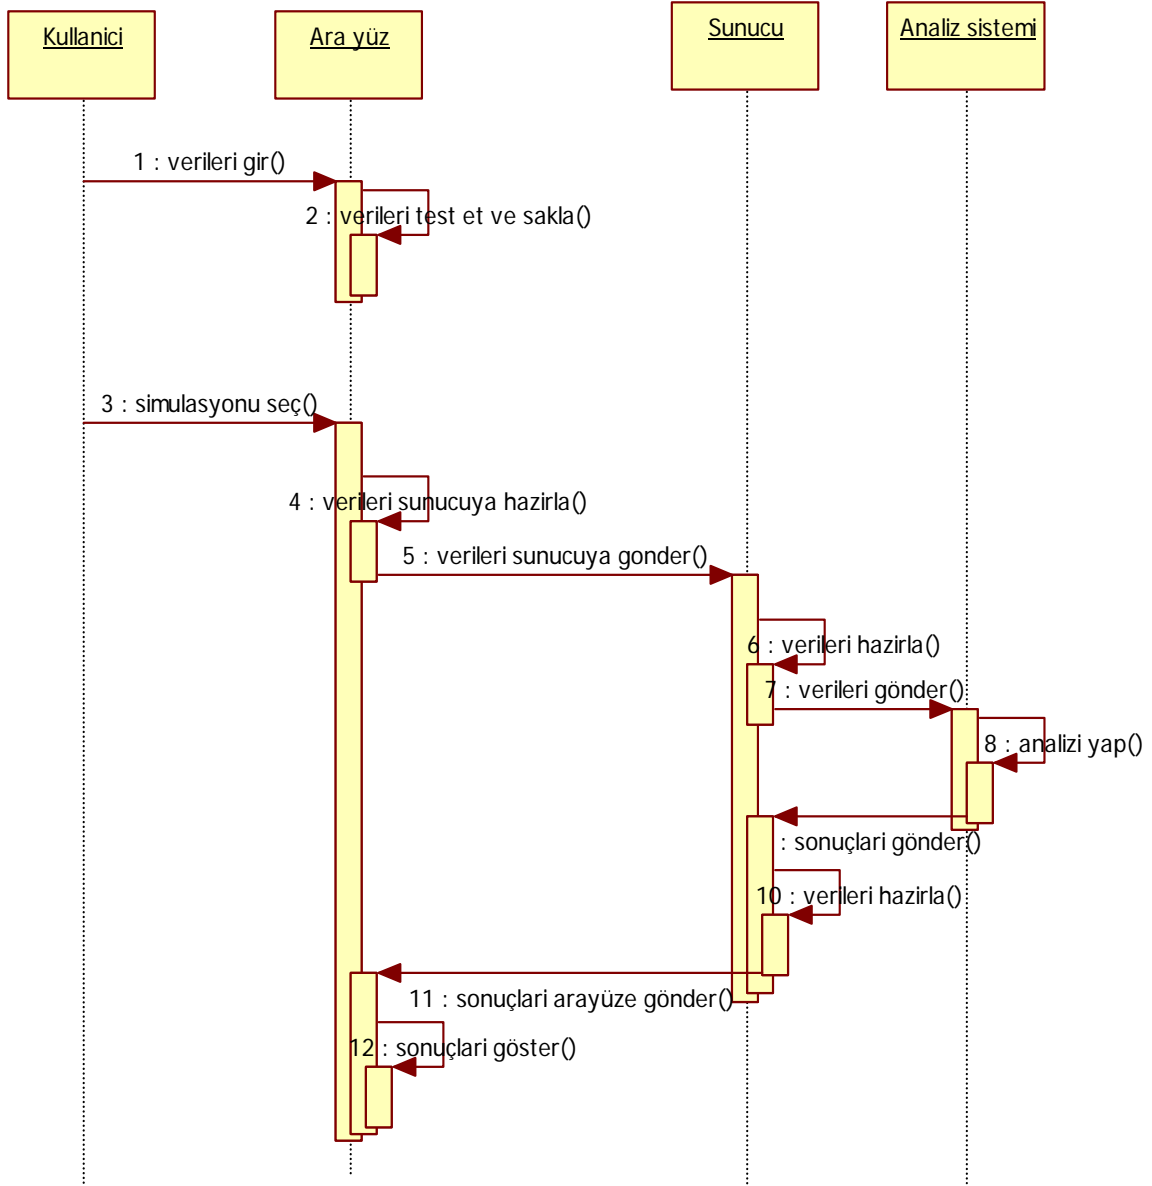 Kullanici
Ara yüz
Sunucu
Analiz sistemi
1 : verileri gir()
2 : verileri test et ve sakla()
3 : simulasyonu seç()
4 : verileri sunucuya hazirla()
5 : verileri sunucuya gonder()
6 : verileri hazirla()
7 : verileri gönder()
8 : analizi yap()
: sonuçlari gönder()
10 : verileri hazirla()
11 : sonuçlari arayüze gönder()
12 : sonuçlari göster()